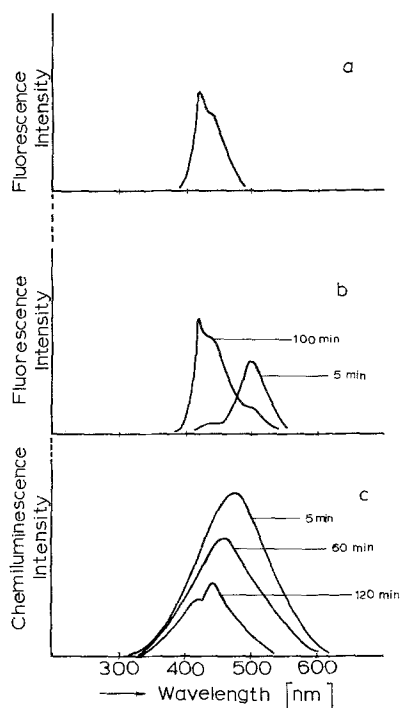 a
Fluorescence
Intensity
b
Fluorescence
Intensity
100 min
5 min
c
Chemiluminescence
Intensity
5 min
60 min
120 min
300 400 500 600
Wavelength [nm]